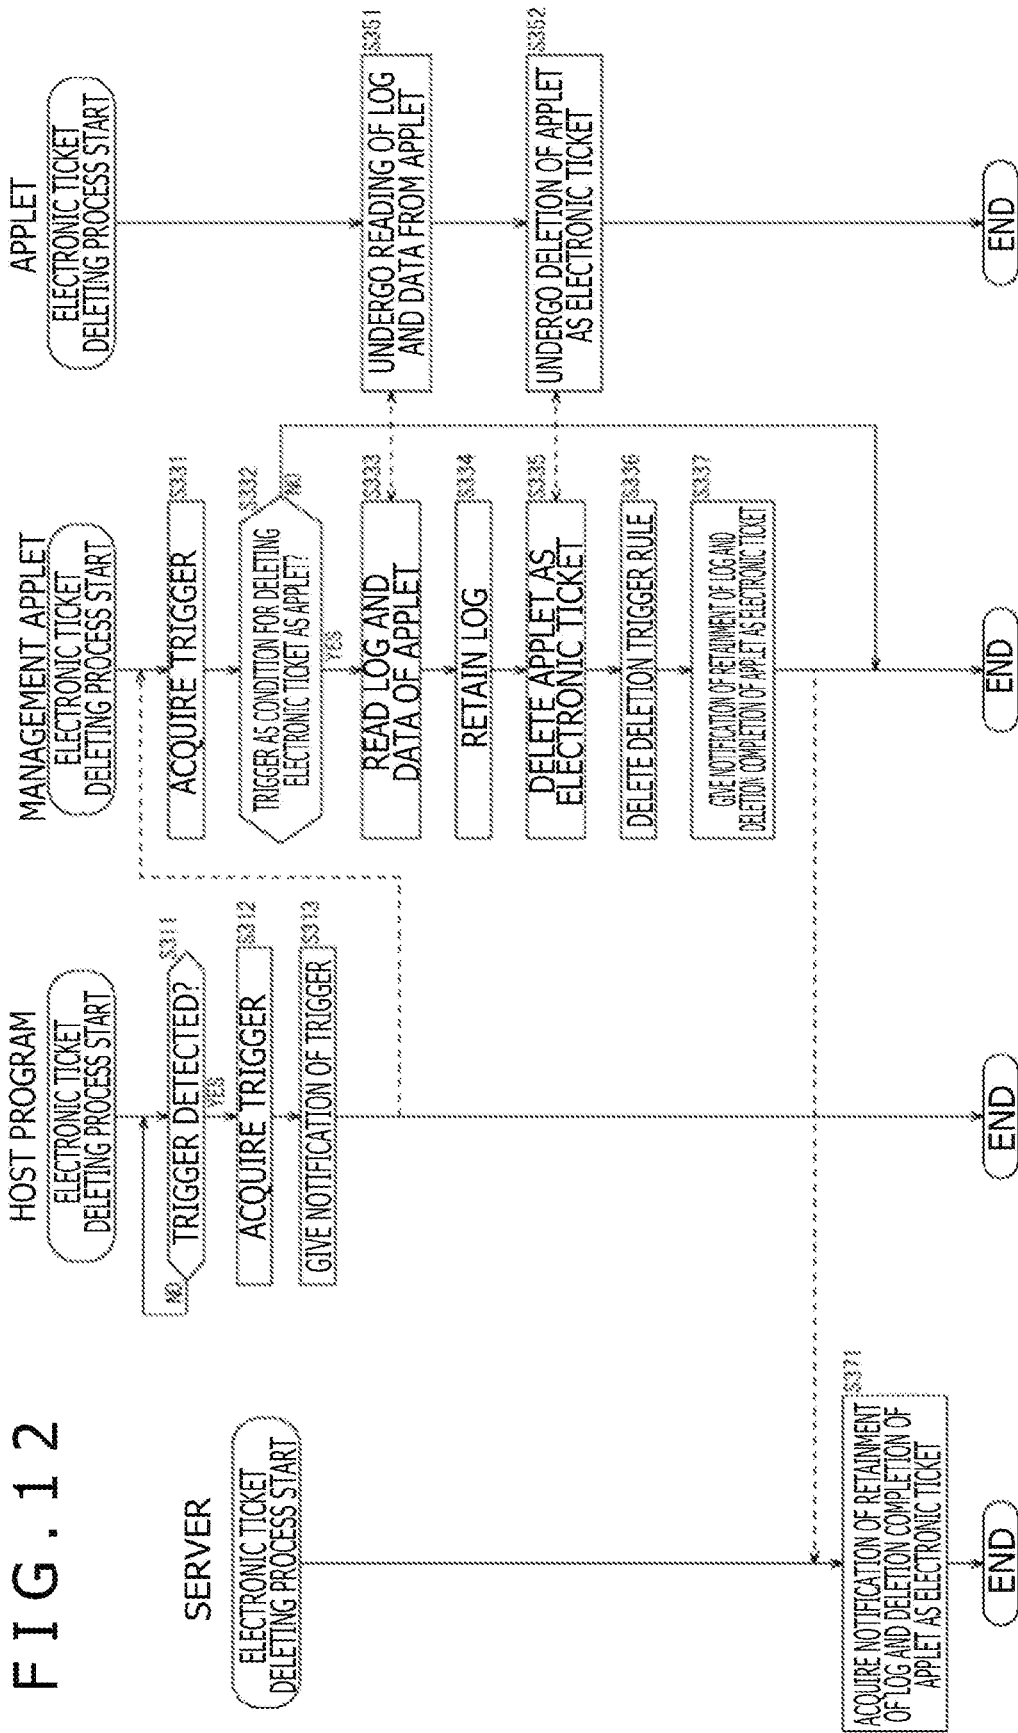 FIG.12
SERVER
ELECTRONIC TICKET
DELETING PROCESS START
S371
ACQUIRE NOTIFICATION OF RETAINMENT
OF LOG AND DELETION COMPLETION OF
APPLET AS ELECTRONIC TICKET
END
HOST PROGRAM
ELECTRONIC TICKET
DELETING PROCESS START
S311
TRIGGER DETECTED?
NO
YES
S312
ACQUIRE TRIGGER
S313
GIVE NOTIFICATION OF TRIGGER
END
MANAGEMENT APPLET
ELECTRONIC TICKET
DELETING PROCESS START
S331
ACQUIRE TRIGGER
S332
TRIGGER AS CONDITION FOR DELETING
ELECTRONIC TICKET AS APPLET?
NO
YES
S333
READ LOG AND
DATA OF APPLET
S334
RETAIN LOG
S335
DELETE APPLET AS
ELECTRONIC TICKET
S336
DELETE DELETION TRIGGER RULE
S337
GIVE NOTIFICATION OF RETAINMENT OF LOG AND
DELETION COMPLETION OF APPLET AS ELECTRONIC TICKET
END
APPLET
ELECTRONIC TICKET
DELETING PROCESS START
S351
UNDERGO READING OF LOG
AND DATA FROM APPLET
S352
UNDERGO DELETION OF APPLET
AS ELECTRONIC TICKET
END